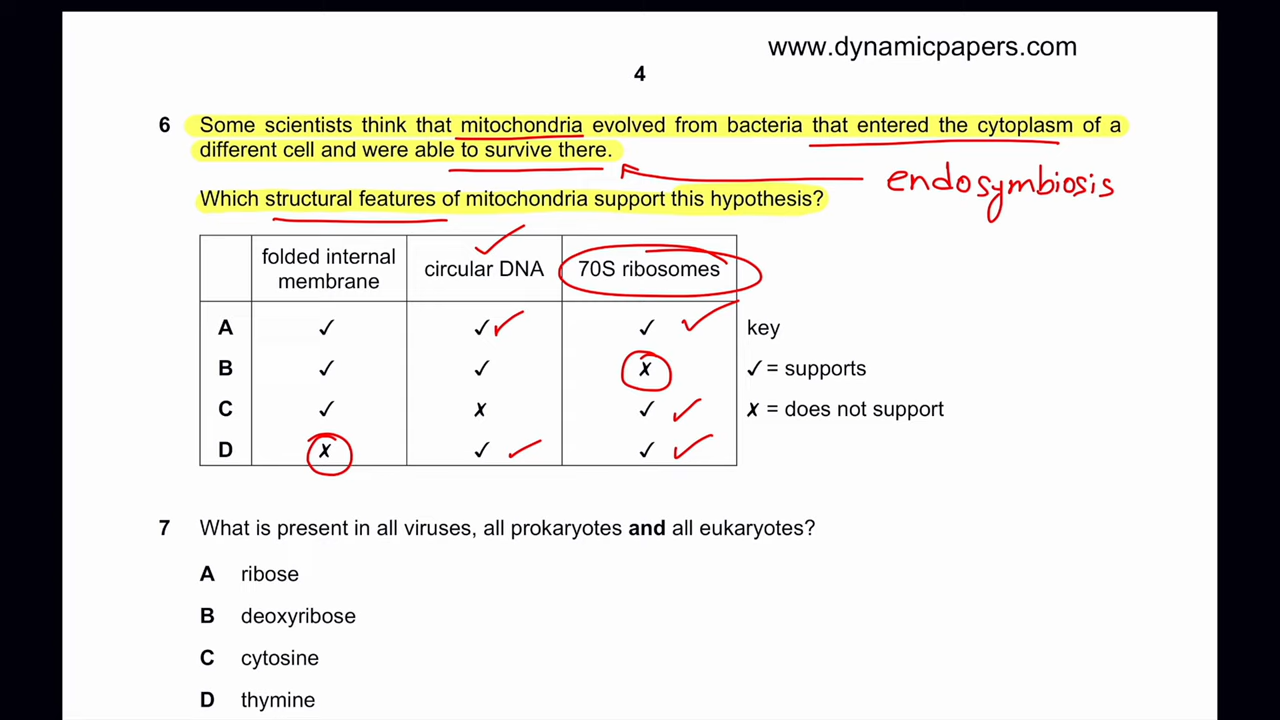 www.dynamicpapers.com
4
6 Some scientists think that mitochondria evolved from bacteria that entered the cytoplasm of a
different cell and were able to survive there.
endosymbiosis
Which structural features of mitochondria support this hypothesis?
folded internal membrane circular DNA 70S ribosomes
A ✓ ✓ ✓ key
B ✓ ✓ ✗ ✓ = supports
C ✓ ✗ ✓ ✗ = does not support
D ✗ ✓ ✓
7 What is present in all viruses, all prokaryotes and all eukaryotes?
A ribose
B deoxyribose
C cytosine
D thymine